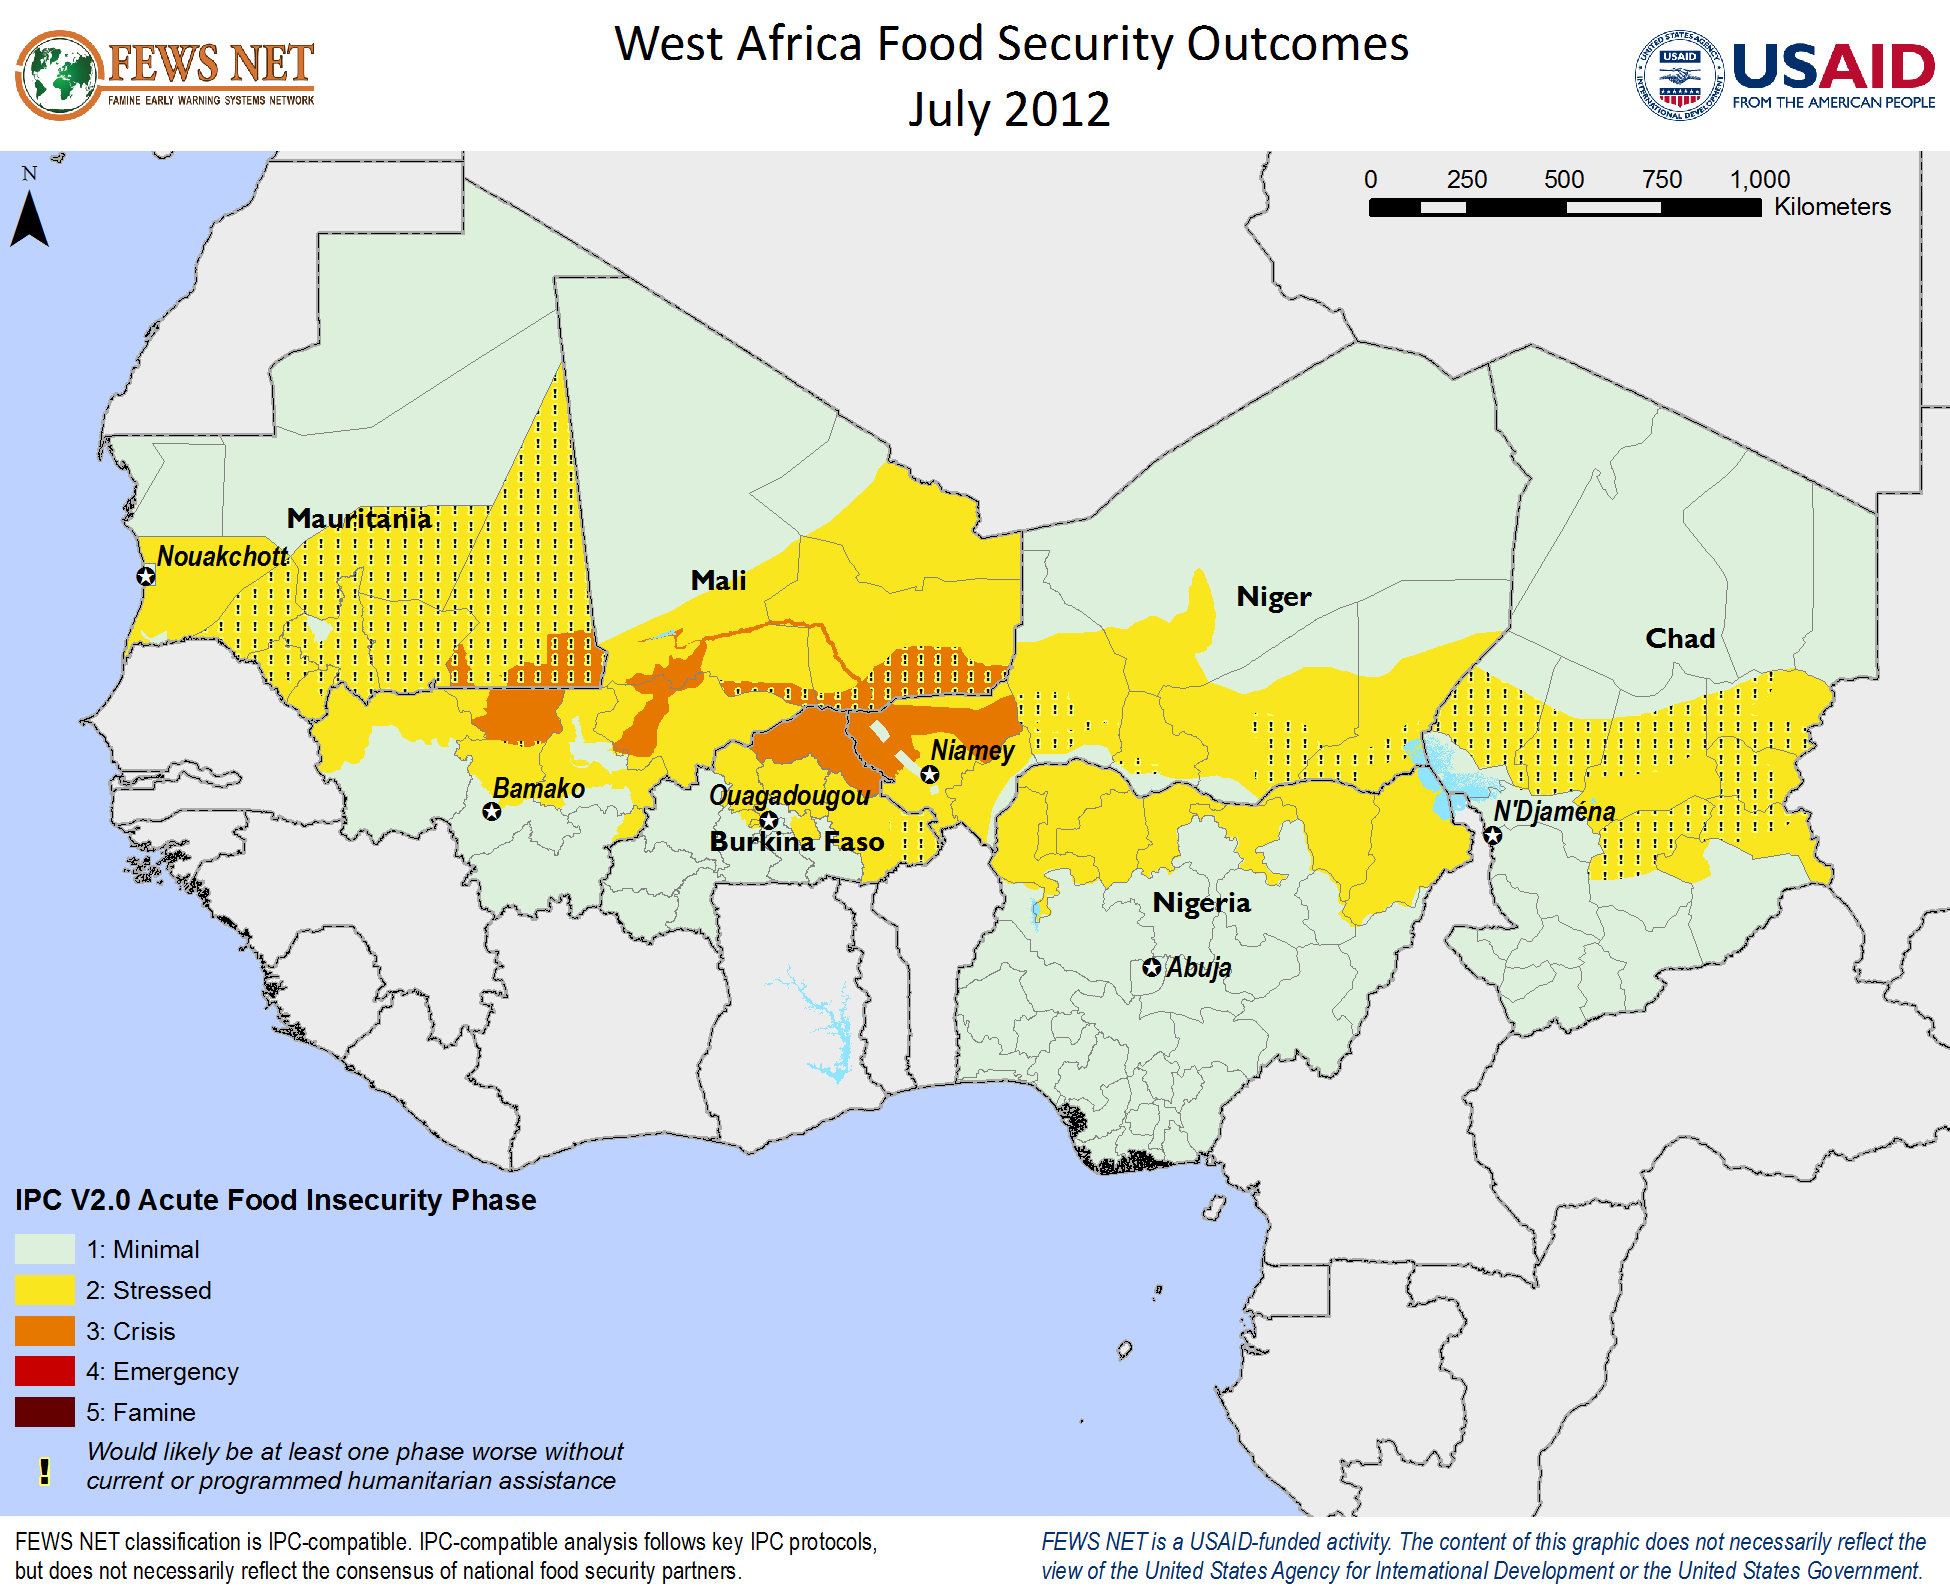 FEWS NET
FAMINE EARLY WARNING SYSTEMS NETWORK
West Africa Food Security Outcomes
July 2012
UNITED STATES AGENCY
USAID
INTERNATIONAL DEVELOPMENT
USAID
FROM THE AMERICAN PEOPLE
N
0 250 500 750 1,000
Kilometers
Mauritania
Nouakchott
Mali
Niger
Chad
Niamey
Bamako
Ouagadougou
N'Djaména
Burkina Faso
Nigeria
Abuja
IPC V2.0 Acute Food Insecurity Phase
1: Minimal
2: Stressed
3: Crisis
4: Emergency
5: Famine
! Would likely be at least one phase worse without
current or programmed humanitarian assistance
FEWS NET classification is IPC-compatible. IPC-compatible analysis follows key IPC protocols,
but does not necessarily reflect the consensus of national food security partners.
FEWS NET is a USAID-funded activity. The content of this graphic does not necessarily reflect the
view of the United States Agency for International Development or the United States Government.